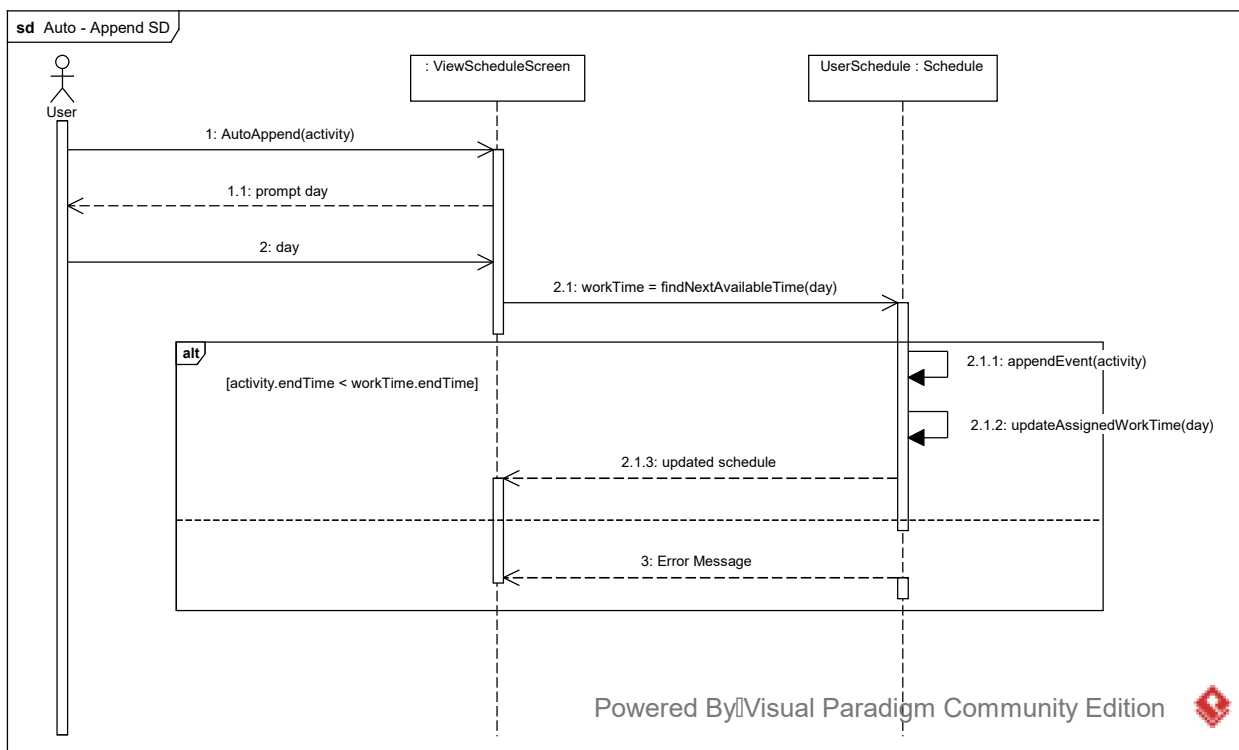 sd Auto - Append SD
: ViewScheduleScreen
UserSchedule : Schedule
User
1: AutoAppend(activity)
1.1: prompt day
2: day
2.1: workTime = findNextAvailableTime(day)
alt
[activity.endTime < workTime.endTime]
2.1.1: appendEvent(activity)
2.1.2: updateAssignedWorkTime(day)
2.1.3: updated schedule
3: Error Message
Powered By Visual Paradigm Community Edition